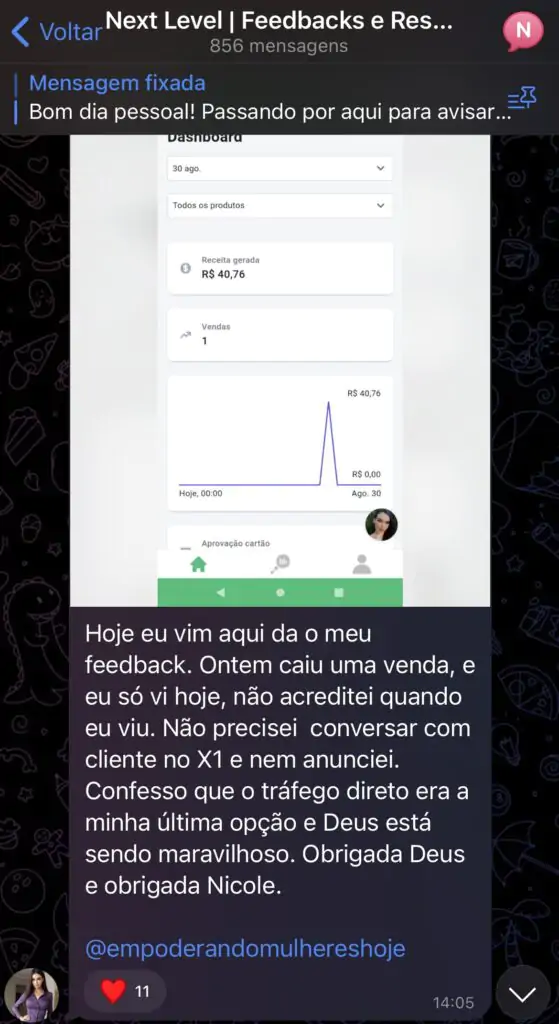 Voltar
Next Level | Feedbacks e Res...
856 mensagens
N
Mensagem fixada
Bom dia pessoal! Passando por aqui para avisar...
Dashboard
30 ago.
Todos os produtos
Receita gerada
R$ 40,76
Vendas
1
R$ 40,76
R$ 0,00
Hoje, 00:00
Ago. 30
Aprovação cartão
Hoje eu vim aqui da o meu
feedback. Ontem caiu uma venda, e
eu só vi hoje, não acreditei quando
eu viu. Não precisei  conversar com
cliente no X1 e nem anunciei.
Confesso que o tráfego direto era a
minha última opção e Deus está
sendo maravilhoso. Obrigada Deus
e obrigada Nicole.
@empoderandomulhereshoje
11
14:05